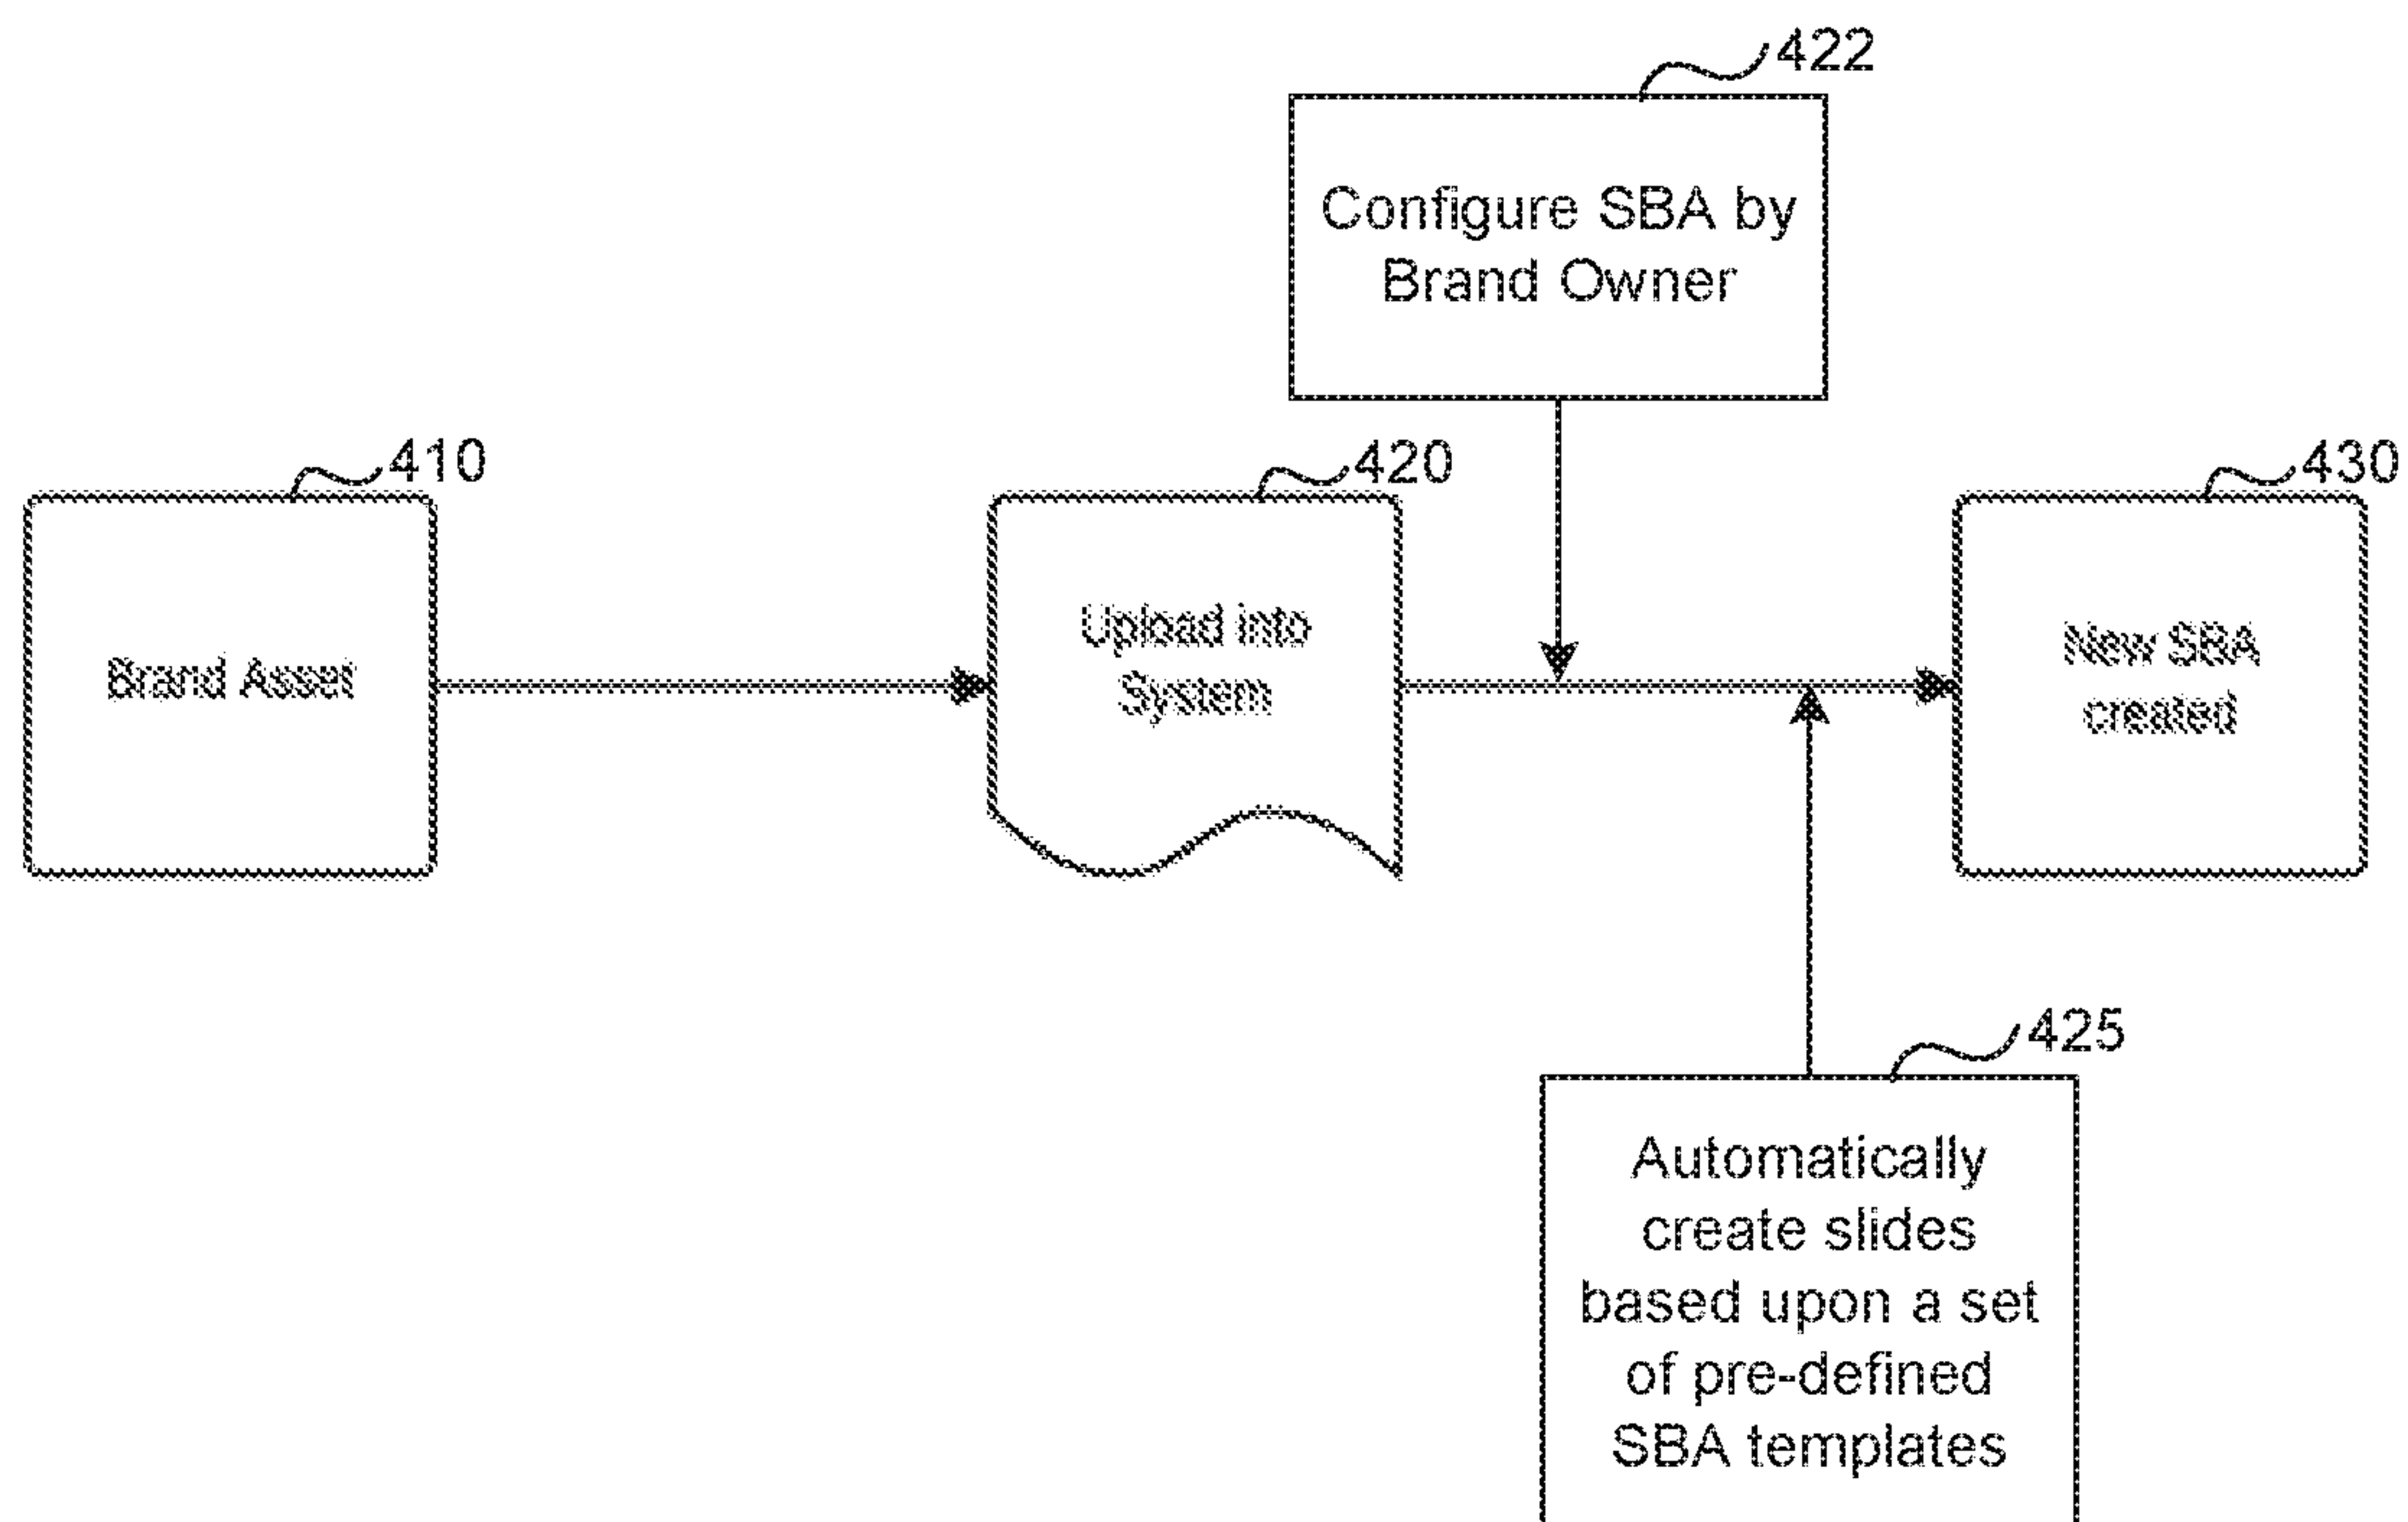 422
Configure SBA by
Brand Owner
410
420
430
Brand Asset
Upload into
System
New SBA
created
425
Automatically
create slides
based upon a set
of pre-defined
SBA templates